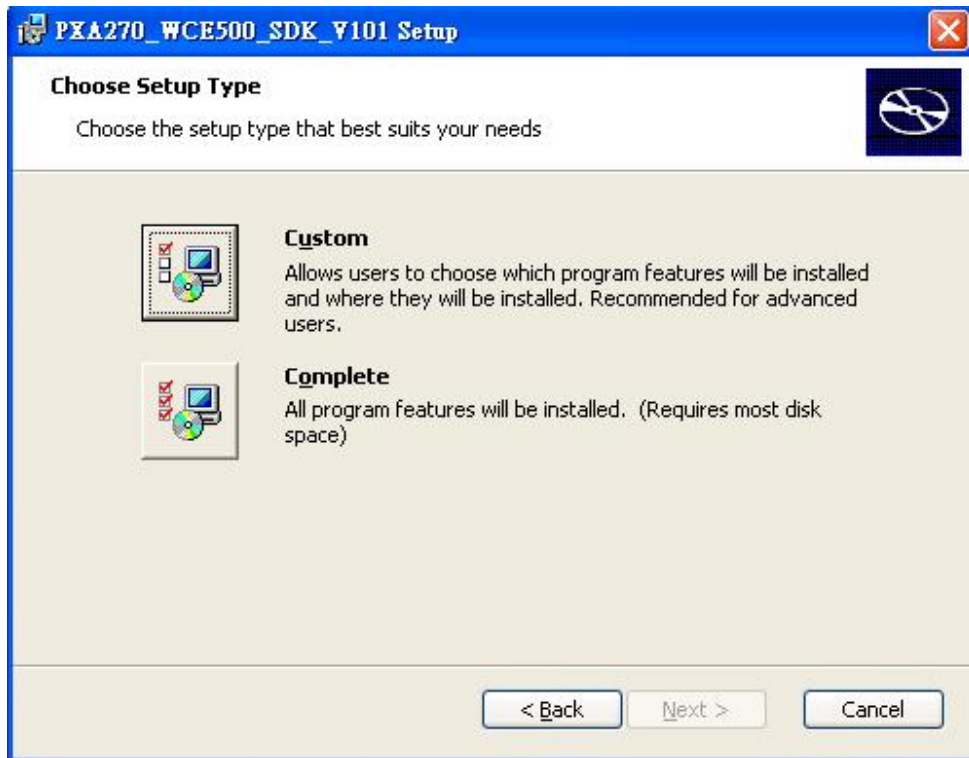 PXA270_WCE500_SDK_V101 Setup
Choose Setup Type
Choose the setup type that best suits your needs
Custom
Allows users to choose which program features will be installed
and where they will be installed. Recommended for advanced
users.
Complete
All program features will be installed.  (Requires most disk
space)
< Back
Next >
Cancel